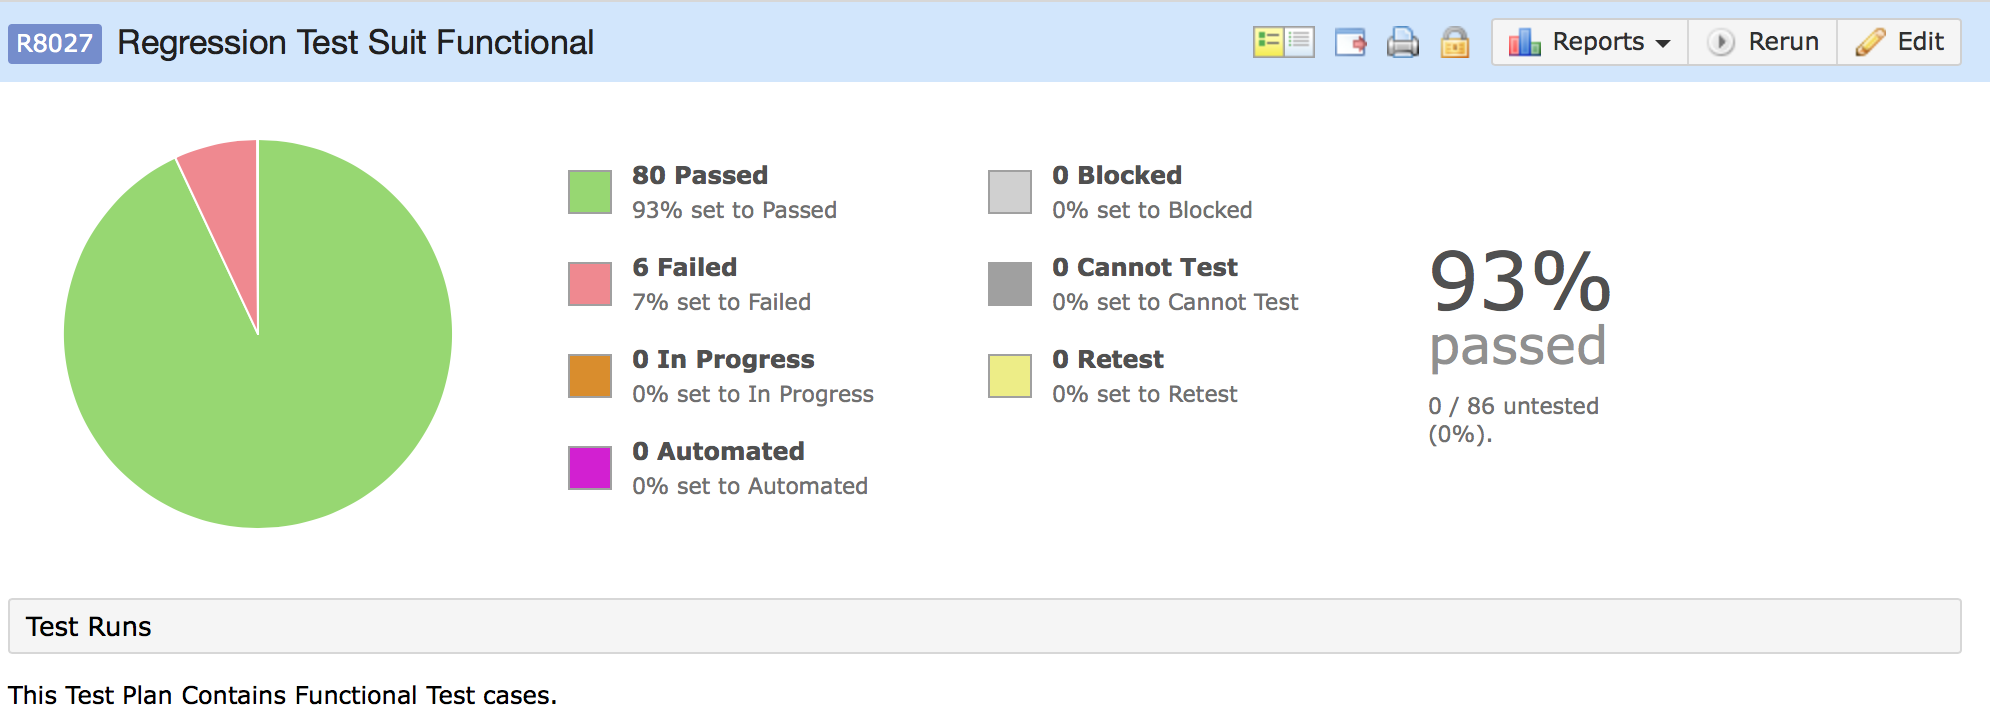 R8027 Regression Test Suit Functional
Reports Rerun Edit
80 Passed
93% set to Passed
6 Failed
7% set to Failed
0 In Progress
0% set to In Progress
0 Automated
0% set to Automated
0 Blocked
0% set to Blocked
0 Cannot Test
0% set to Cannot Test
0 Retest
0% set to Retest
93%
passed
0 / 86 untested
(0%).
Test Runs
This Test Plan Contains Functional Test cases.